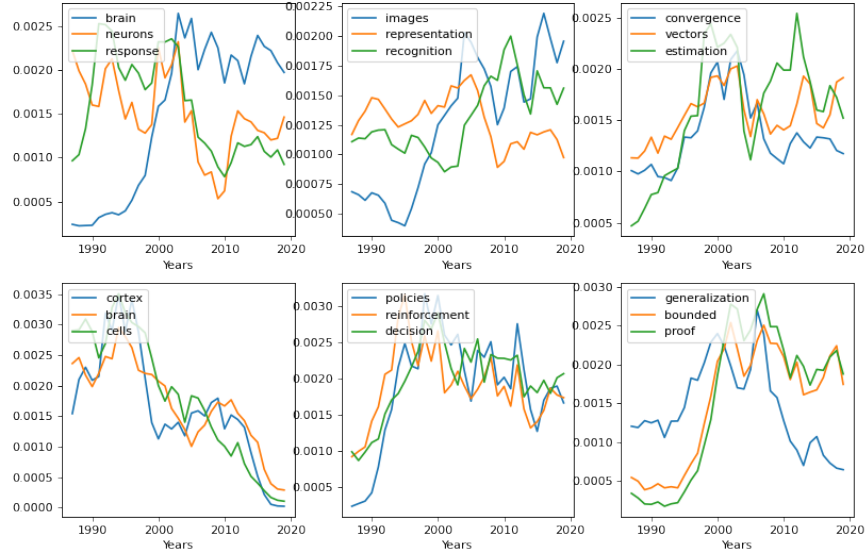 brain
neurons
response
0.0025
0.0020
0.0015
0.0010
0.0005
1990 2000 2010 2020
Years
images
representation
recognition
0.00225
0.00200
0.00175
0.00150
0.00125
0.00100
0.00075
0.00050
1990 2000 2010 2020
Years
convergence
vectors
estimation
0.0025
0.0020
0.0015
0.0010
0.0005
1990 2000 2010 2020
Years
cortex
brain
cells
0.0035
0.0030
0.0025
0.0020
0.0015
0.0010
0.0005
0.0000
1990 2000 2010 2020
Years
policies
reinforcement
decision
0.0030
0.0025
0.0020
0.0015
0.0010
0.0005
1990 2000 2010 2020
Years
generalization
bounded
proof
0.0030
0.0025
0.0020
0.0015
0.0010
0.0005
1990 2000 2010 2020
Years